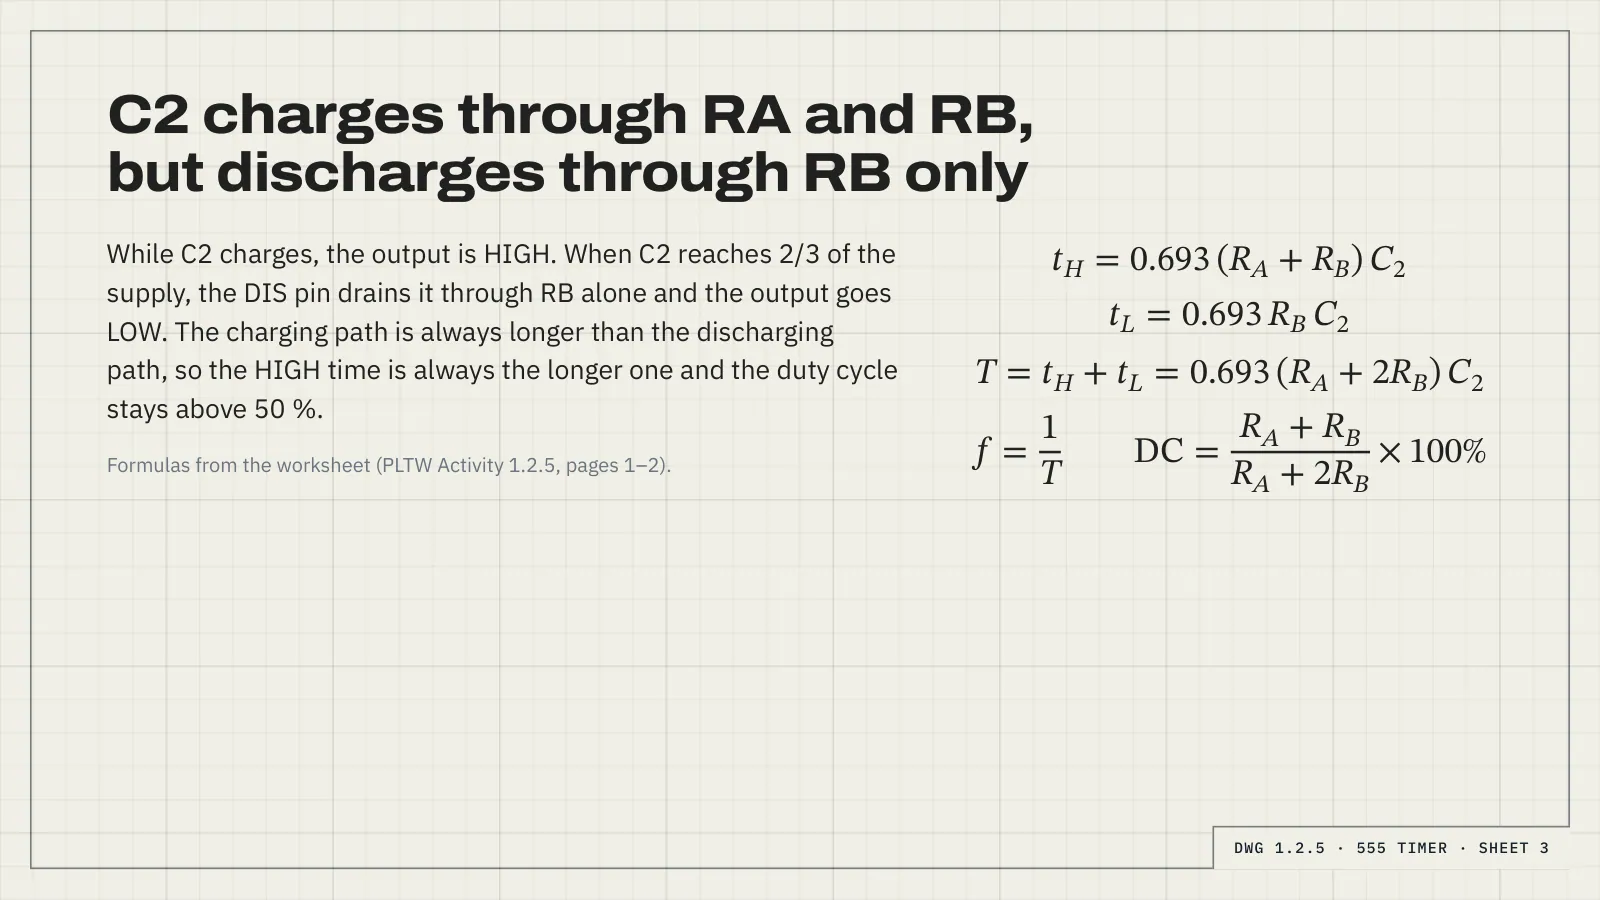 C2 charges through RA and RB,
but discharges through RB only
While C2 charges, the output is HIGH. When C2 reaches 2/3 of the
supply, the DIS pin drains it through RB alone and the output goes
LOW. The charging path is always longer than the discharging
path, so the HIGH time is always the longer one and the duty cycle
stays above 50 %.
Formulas from the worksheet (PLTW Activity 1.2.5, pages 1–2).
t_H = 0.693 (R_A + R_B) C_2
t_L = 0.693 R_B C_2
T = t_H + t_L = 0.693 (R_A + 2R_B) C_2
f = 1/T  DC = (R_A + R_B)/(R_A + 2R_B) × 100%
DWG 1.2.5 · 555 TIMER · SHEET 3